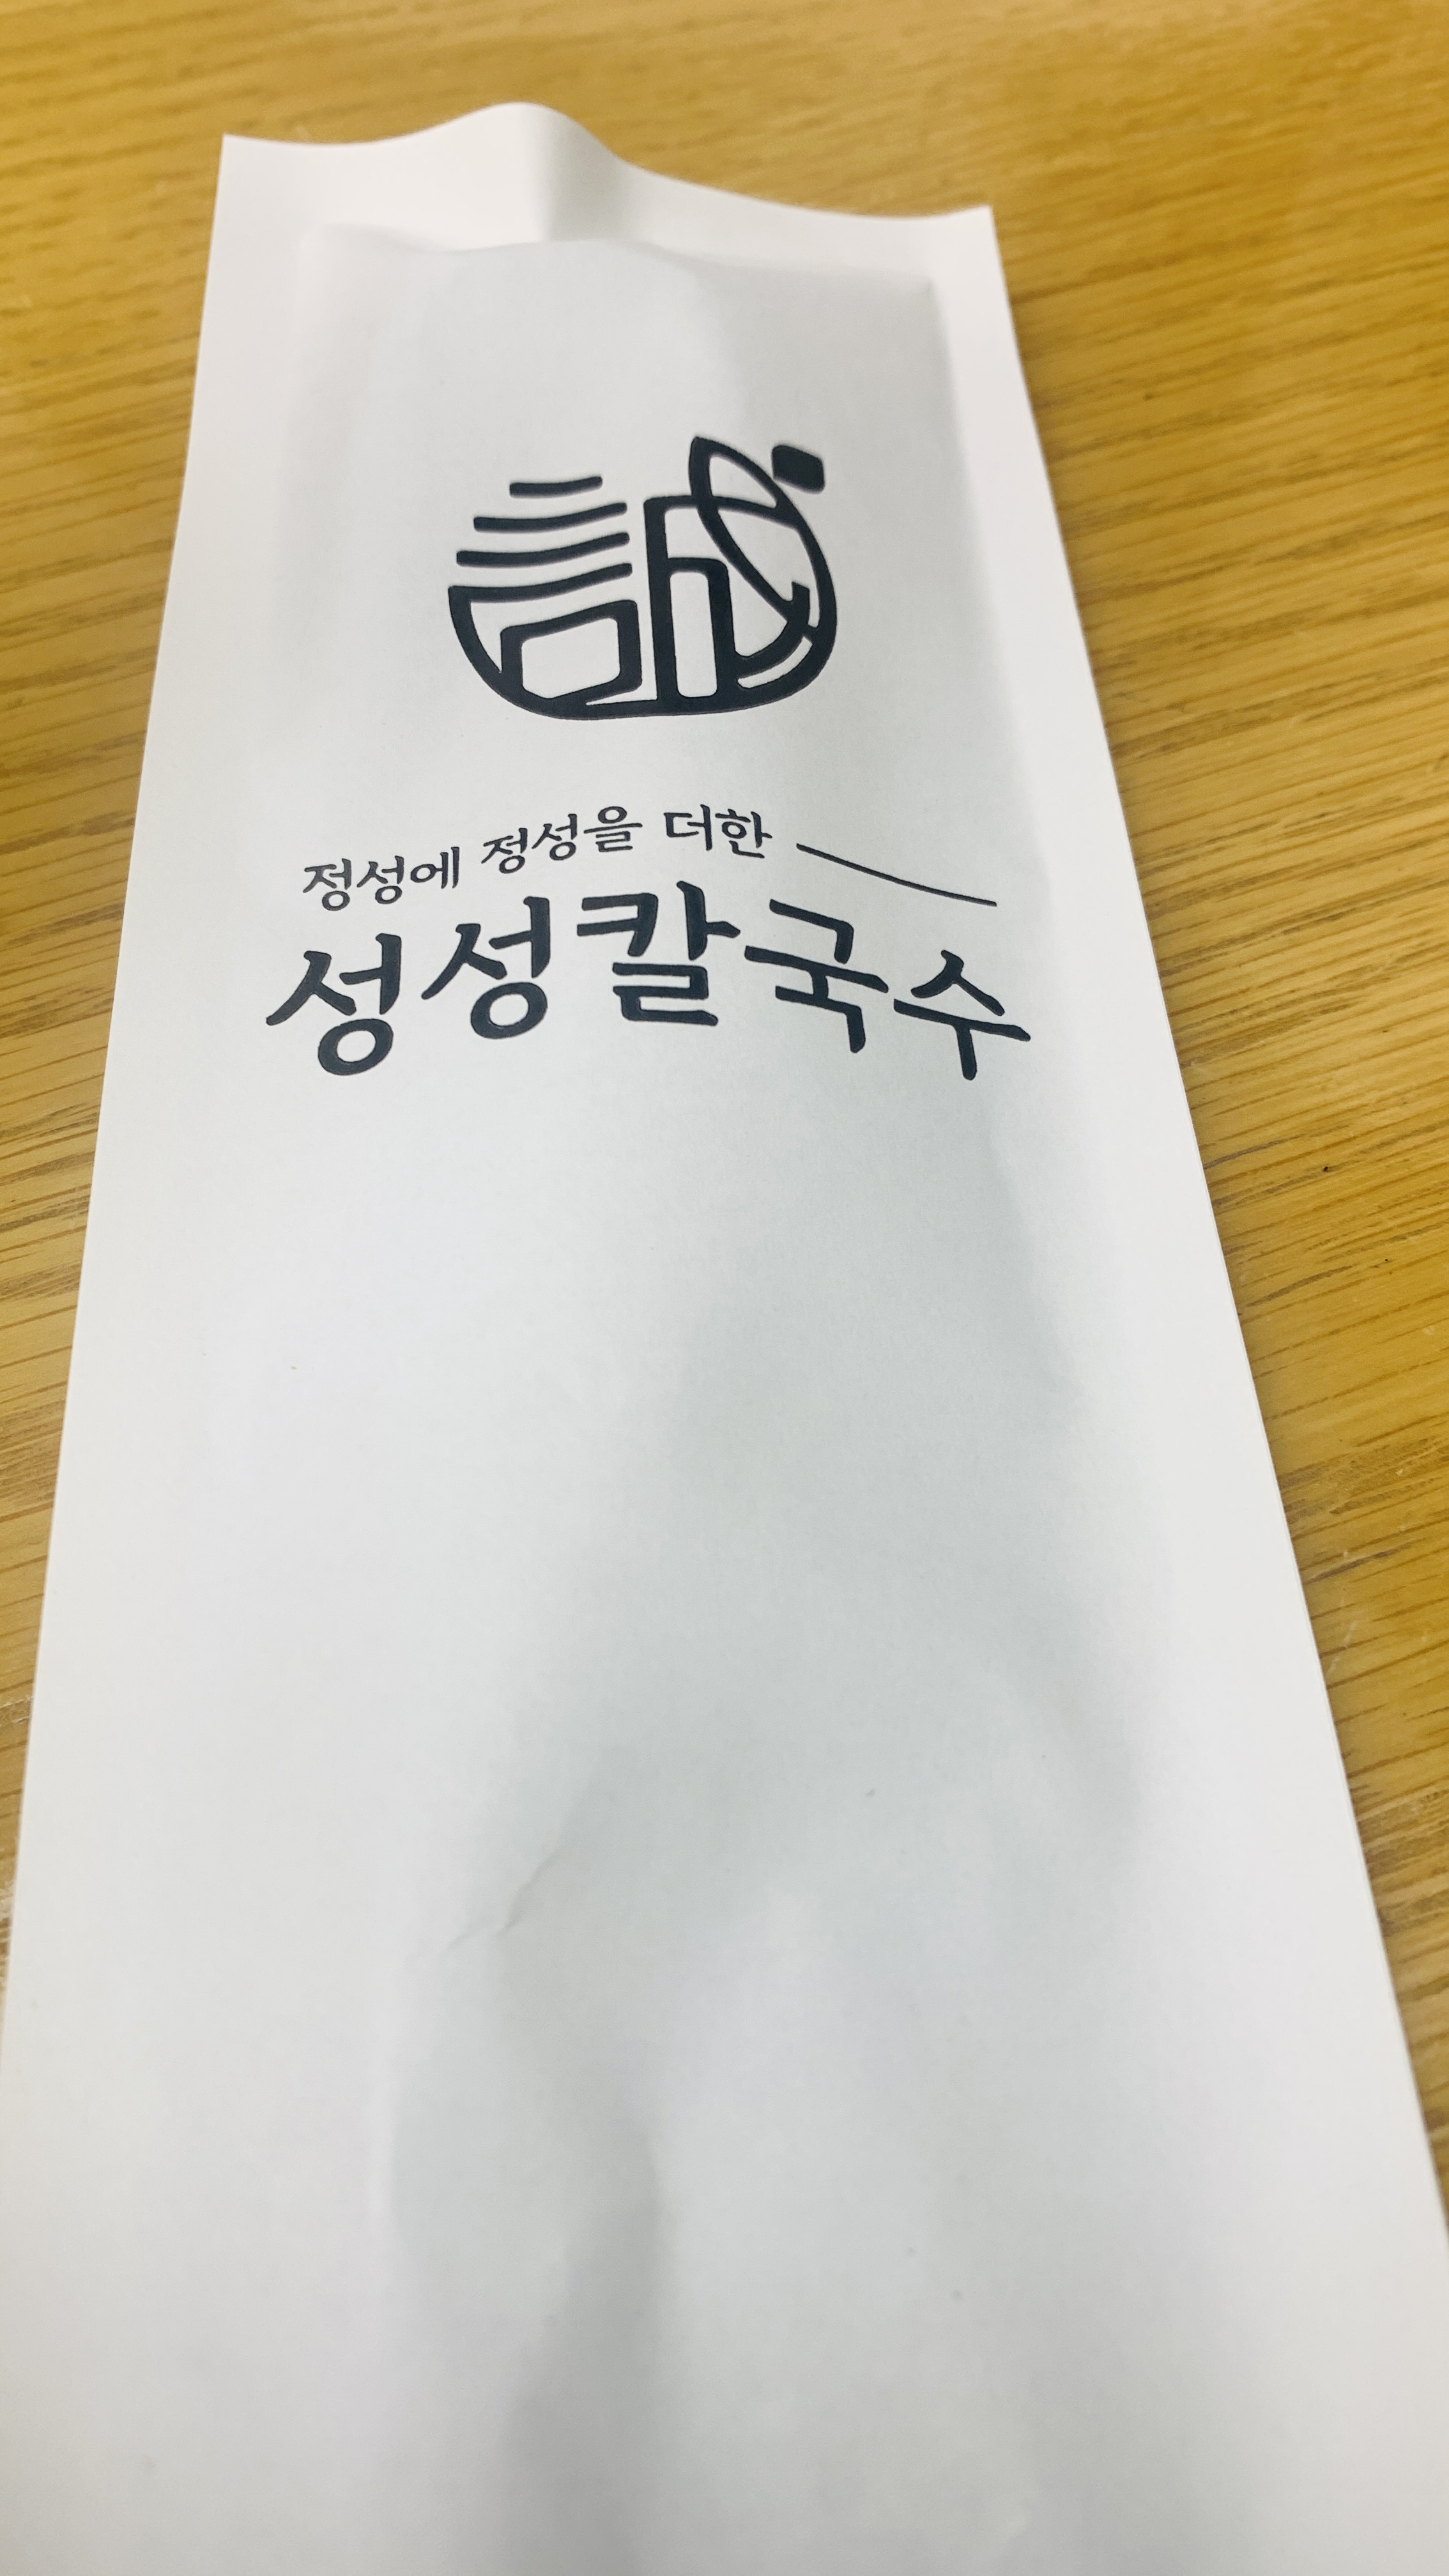 誠
정성에 정성을 더한
성성칼국수